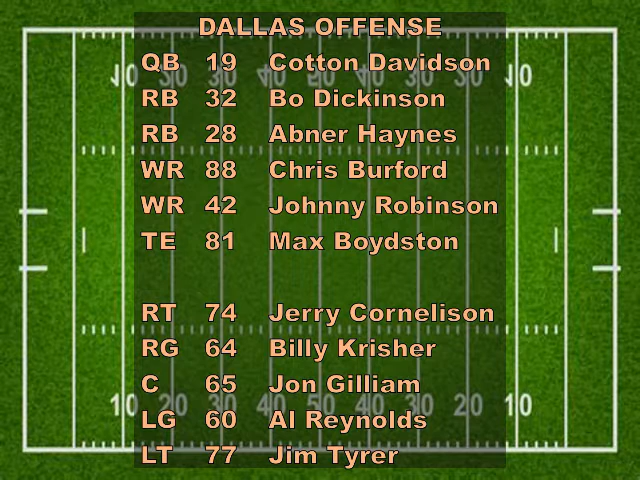 DALLAS OFFENSE
QB 19 Cotton Davidson
RB 32 Bo Dickinson
RB 28 Abner Haynes
WR 88 Chris Burford
WR 42 Johnny Robinson
TE 81 Max Boydston
RT 74 Jerry Cornelison
RG 64 Billy Krisher
C 65 Jon Gilliam
LG 60 Al Reynolds
LT 77 Jim Tyrer